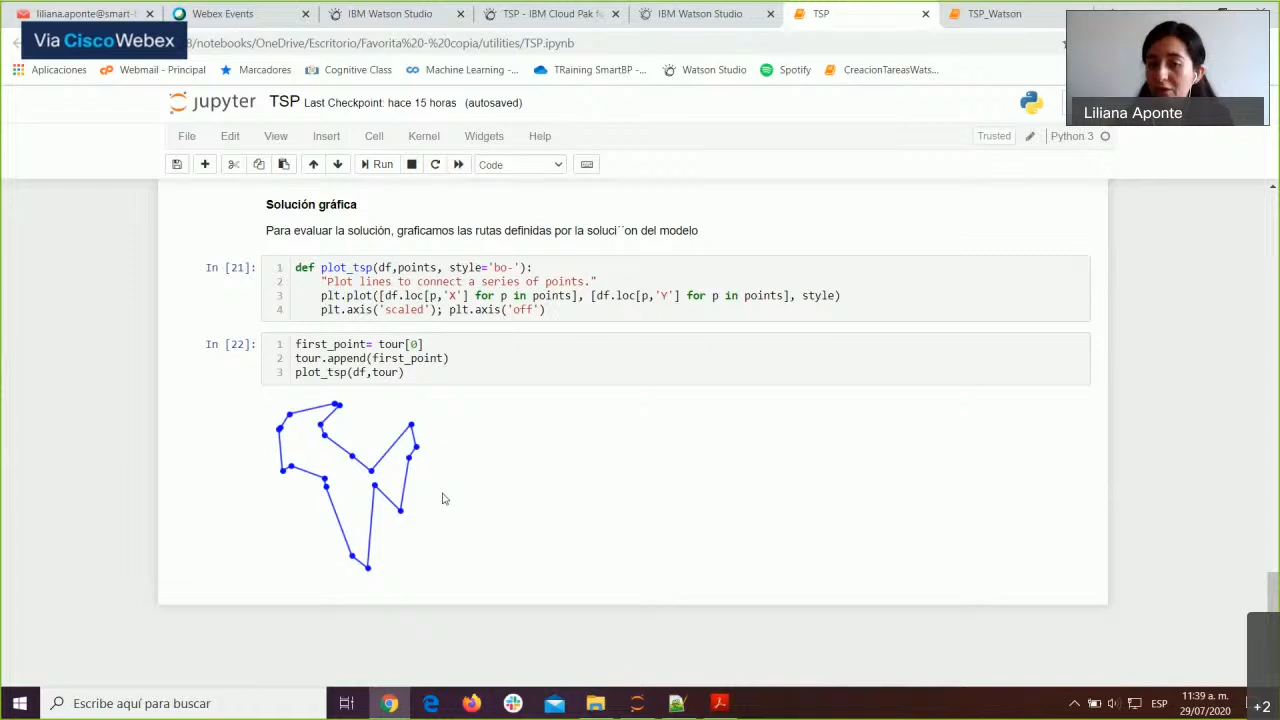 liliana.aponte@smart-
Webex Events
IBM Watson Studio
TSP - IBM Cloud Pak f
IBM Watson Studio
TSP
TSP_Watson
Via Cisco Webex
8/notebooks/OneDrive/Escritorio/Favorita%20-%20copia/utilities/TSP.ipynb
Aplicaciones
Webmail - Principal
Marcadores
Cognitive Class
Machine Learning -...
TRaining SmartBP -...
Watson Studio
Spotify
CreacionTareasWats...
Liliana Aponte
jupyter TSP Last Checkpoint: hace 15 horas (autosaved)
File Edit View Insert Cell Kernel Widgets Help
Trusted
Python 3
Run
Code
Solución gráfica
Para evaluar la solución, graficamos las rutas definidas por la soluci´´on del modelo
In [21]:
1 def plot_tsp(df,points, style='bo-'):
2 "Plot lines to connect a series of points."
3 plt.plot([df.loc[p,'X'] for p in points], [df.loc[p,'Y'] for p in points], style)
4 plt.axis('scaled'); plt.axis('off')
In [22]:
1 first_point= tour[0]
2 tour.append(first_point)
3 plot_tsp(df,tour)
Escribe aquí para buscar
ESP
11:39 a. m.
29/07/2020
+2